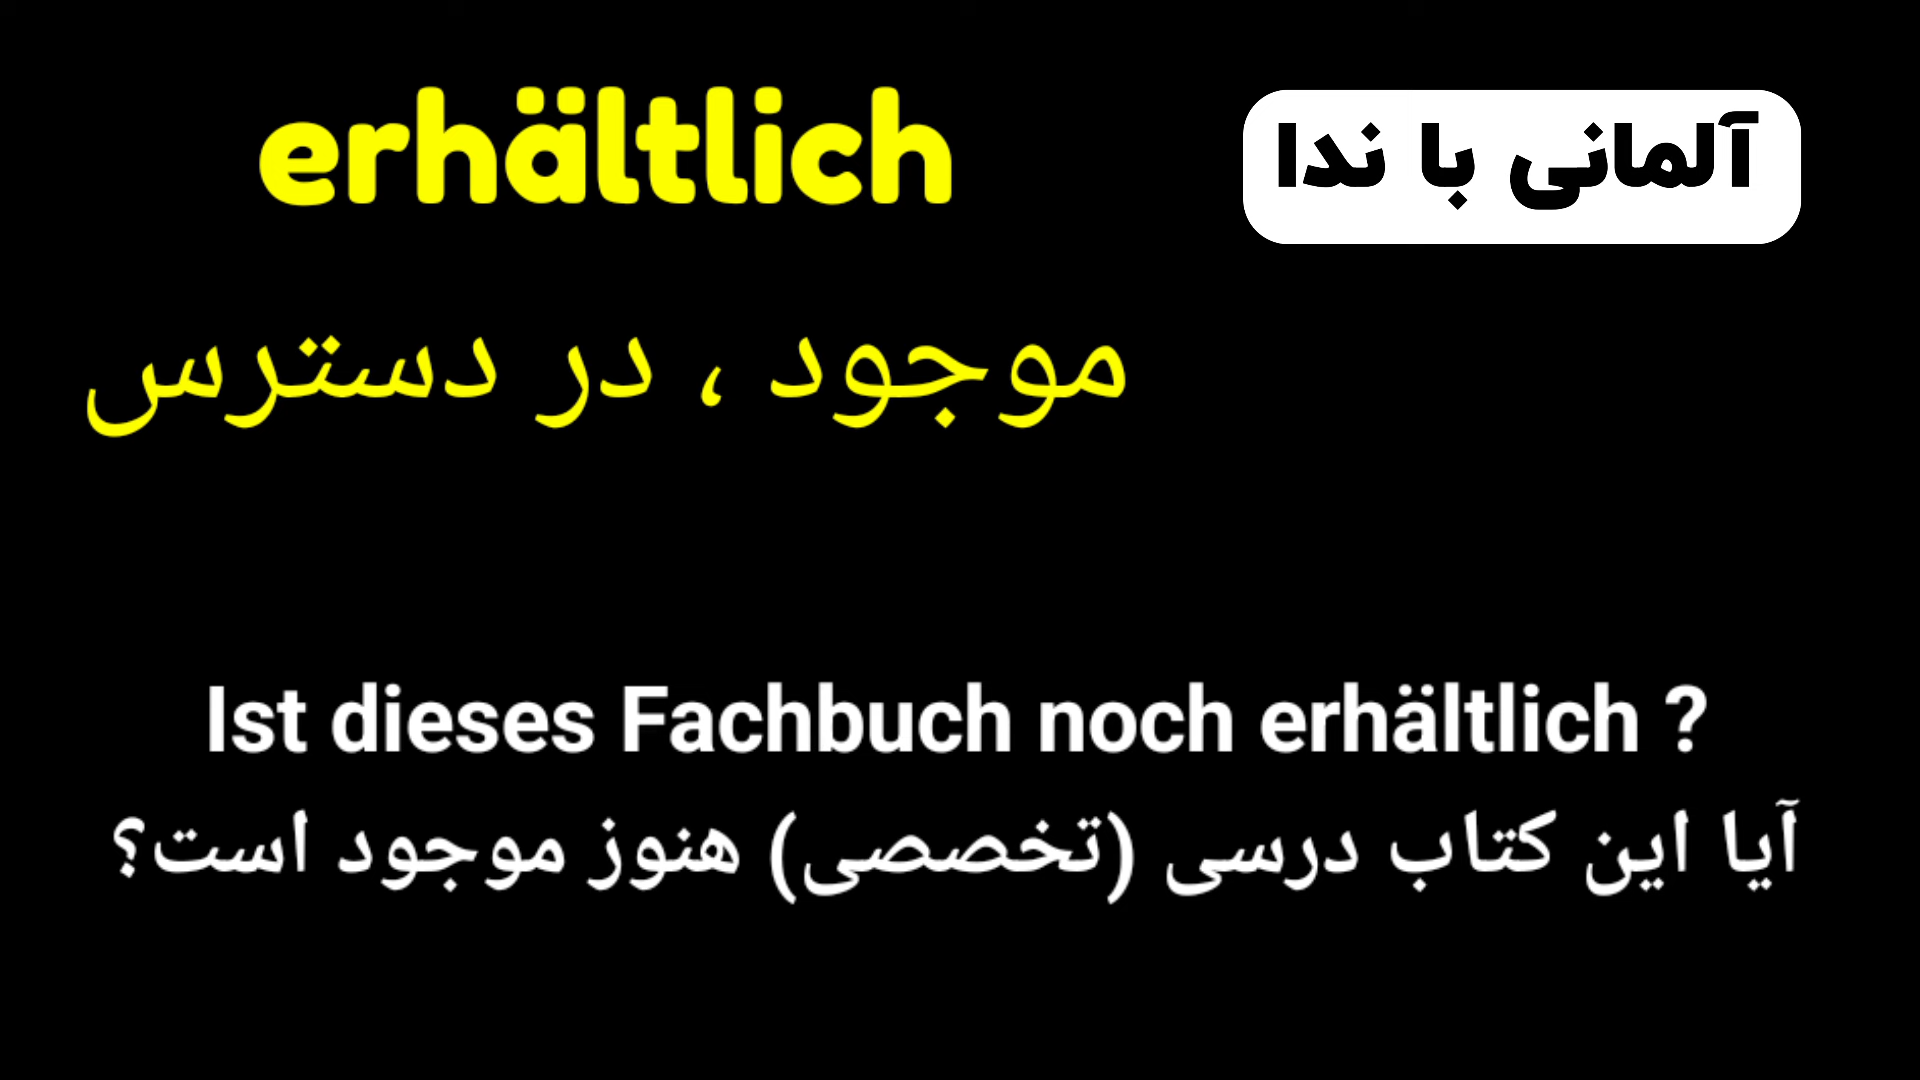 erhältlich
آلمانی با ندا
موجود ، در دسترس
Ist dieses Fachbuch noch erhältlich ?
آیا این کتاب درسی (تخصصی) هنوز موجود است؟